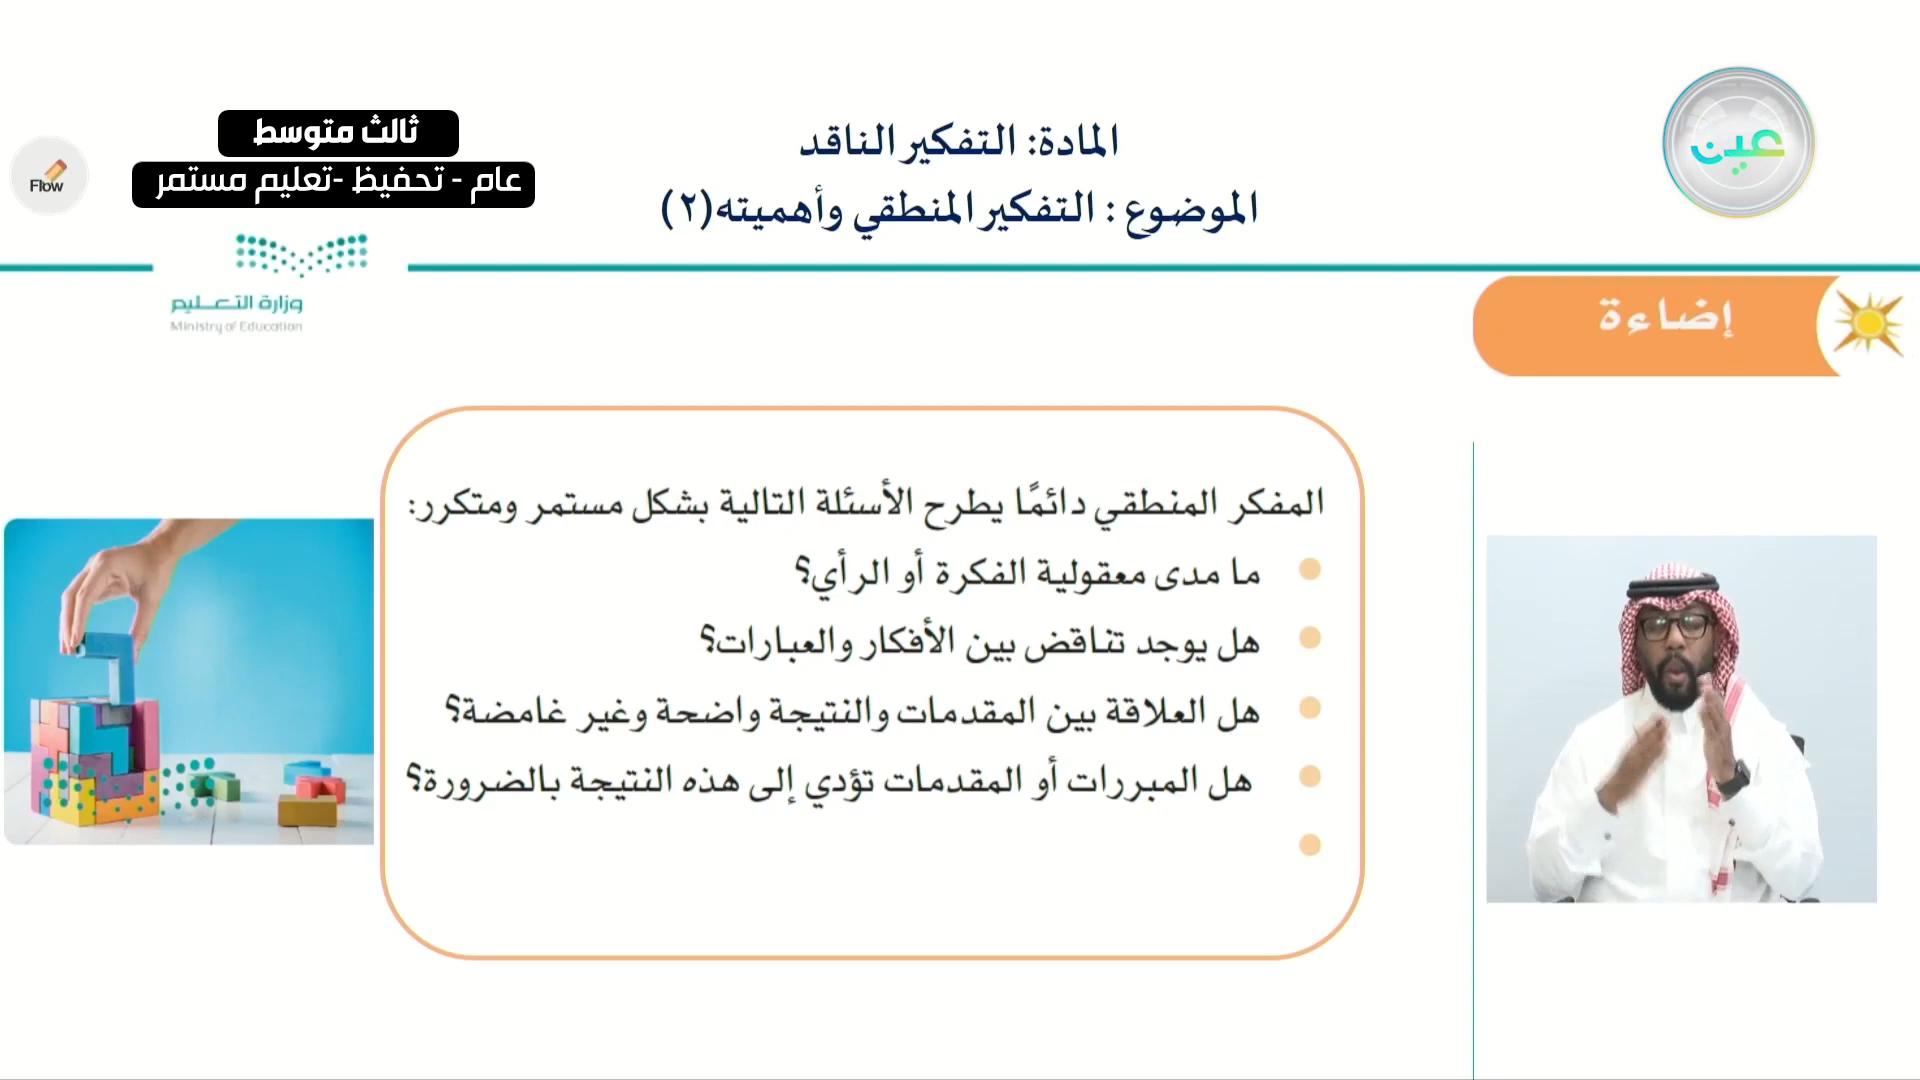 المادة: التفكير الناقد
الموضوع : التفكير المنطقي وأهميته(٢)
عين
ثالث متوسط
عام - تحفيظ -تعليم مستمر
Flow
وزارة التعليم
Ministry of Education
إضاءة
المفكر المنطقي دائمًا يطرح الأسئلة التالية بشكل مستمر ومتكرر:
ما مدى معقولية الفكرة أو الرأي؟
هل يوجد تناقض بين الأفكار والعبارات؟
هل العلاقة بين المقدمات والنتيجة واضحة وغير غامضة؟
هل المبررات أو المقدمات تؤدي إلى هذه النتيجة بالضرورة؟